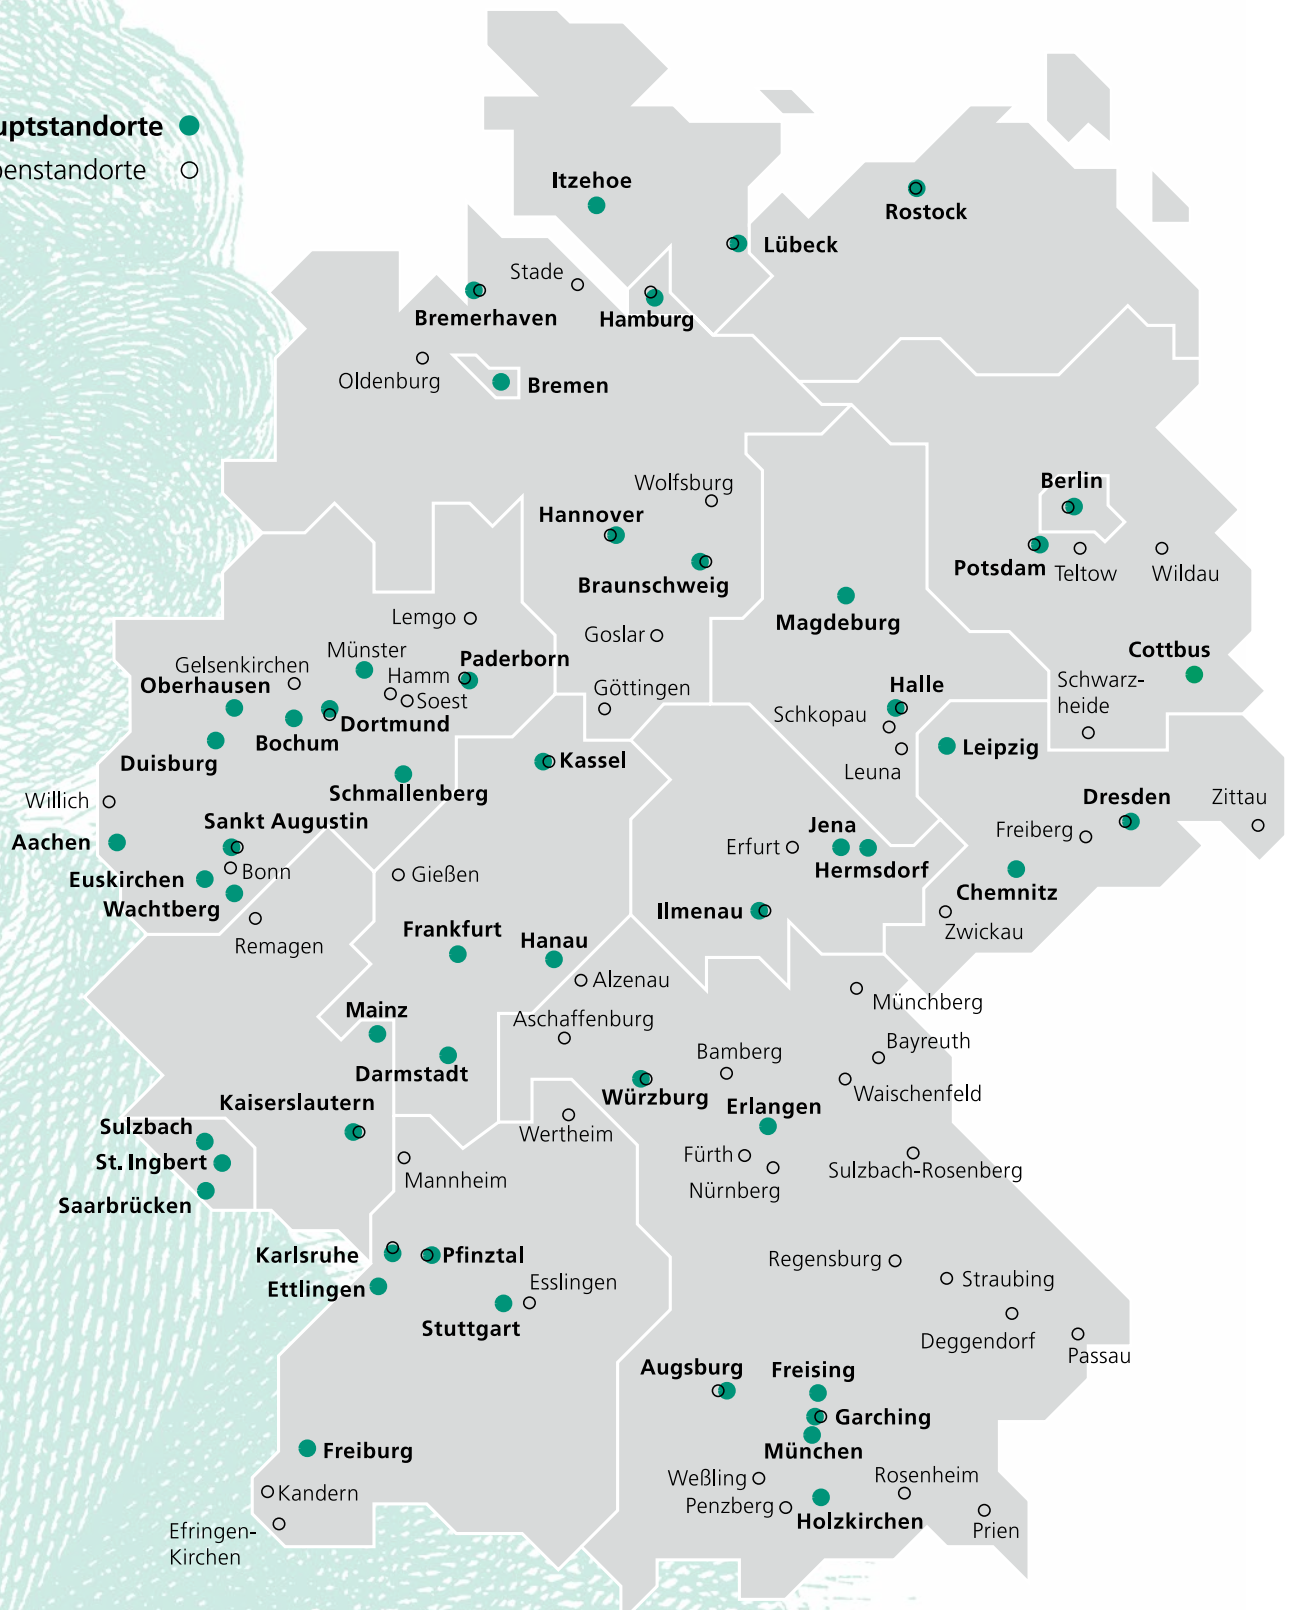 uptstandorte
enstandorte
Itzehoe
Rostock
Lübeck
Stade
Bremerhaven
Hamburg
Oldenburg
Bremen
Wolfsburg
Berlin
Hannover
Potsdam
Teltow
Wildau
Braunschweig
Magdeburg
Lemgo
Goslar
Münster
Cottbus
Gelsenkirchen
Hamm
Paderborn
Oberhausen
Soest
Göttingen
Halle
Schwarz-
heide
Schkopau
Dortmund
Bochum
Leipzig
Duisburg
Kassel
Leuna
Schmallenberg
Willich
Dresden
Zittau
Sankt Augustin
Jena
Freiberg
Aachen
Erfurt
Hermsdorf
Bonn
Gießen
Euskirchen
Chemnitz
Wachtberg
Ilmenau
Zwickau
Remagen
Frankfurt
Hanau
Alzenau
Münchberg
Mainz
Aschaffenburg
Bayreuth
Bamberg
Darmstadt
Waischenfeld
Würzburg
Kaiserslautern
Erlangen
Sulzbach
Wertheim
Fürth
St. Ingbert
Sulzbach-Rosenberg
Mannheim
Nürnberg
Saarbrücken
Karlsruhe
Pfinztal
Regensburg
Straubing
Ettlingen
Esslingen
Stuttgart
Deggendorf
Passau
Augsburg
Freising
Garching
Freiburg
München
Weßling
Rosenheim
Kandern
Penzberg
Holzkirchen
Prien
Efringen-
Kirchen